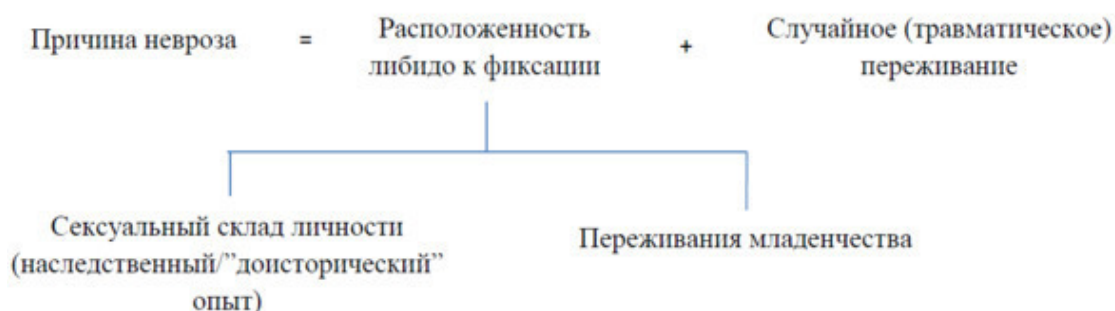 Причина невроза = Расположенность либидо к фиксации + Случайное (травматическое) переживание
Сексуальный склад личности
(наследственный/”доисторический”
опыт)
Переживания младенчества